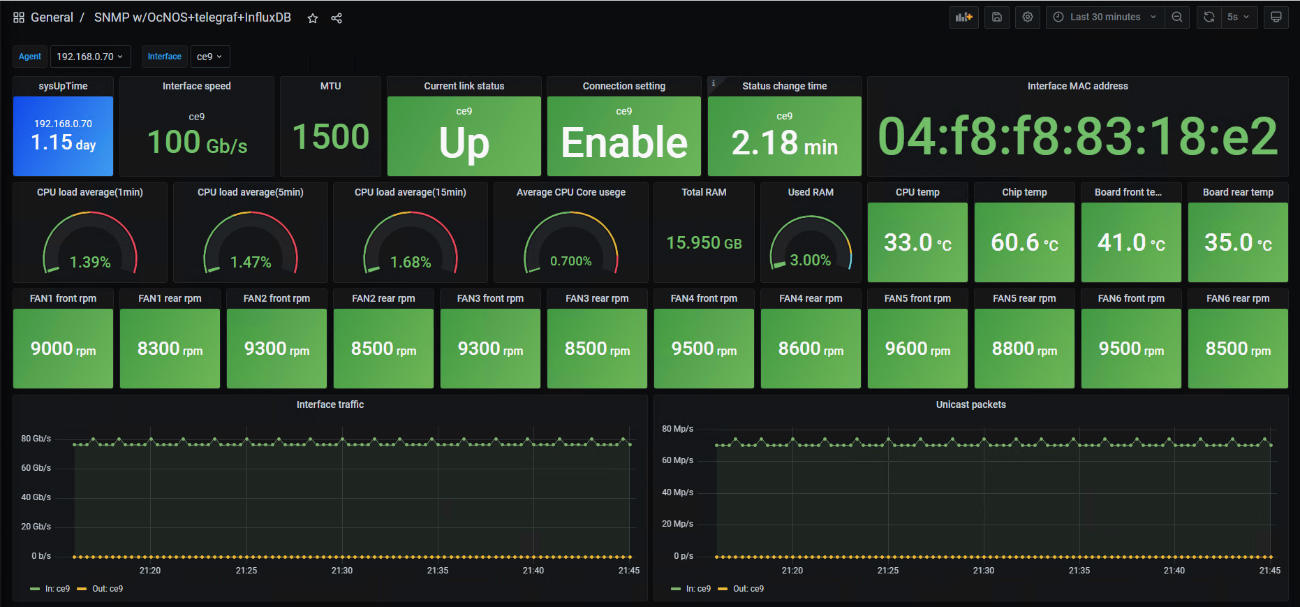 General / SNMP w/OcNOS+telegraf+InfluxDB
Last 30 minutes
5s
Agent 192.168.0.70 Interface ce9
sysUpTime Interface speed MTU Current link status Connection setting i Status change time Interface MAC address
192.168.0.70 ce9 ce9 ce9 ce9
1.15 day 100 Gb/s 1500 Up Enable 2.18 min 04:f8:f8:83:18:e2
CPU load average(1min) CPU load average(5min) CPU load average(15min) Average CPU Core usege Total RAM Used RAM CPU temp Chip temp Board front te... Board rear temp
1.39% 1.47% 1.68% 0.700% 15.950 GB 3.00% 33.0 °C 60.6 °C 41.0 °C 35.0 °C
FAN1 front rpm FAN1 rear rpm FAN2 front rpm FAN2 rear rpm FAN3 front rpm FAN3 rear rpm FAN4 front rpm FAN4 rear rpm FAN5 front rpm FAN5 rear rpm FAN6 front rpm FAN6 rear rpm
9000 rpm 8300 rpm 9300 rpm 8500 rpm 9300 rpm 8500 rpm 9500 rpm 8600 rpm 9600 rpm 8800 rpm 9500 rpm 8500 rpm
Interface traffic
80 Gb/s
60 Gb/s
40 Gb/s
20 Gb/s
0 b/s
21:20 21:25 21:30 21:35 21:40 21:45
In: ce9 Out: ce9
Unicast packets
80 Mp/s
60 Mp/s
40 Mp/s
20 Mp/s
0 p/s
21:20 21:25 21:30 21:35 21:40 21:45
In: ce9 Out: ce9